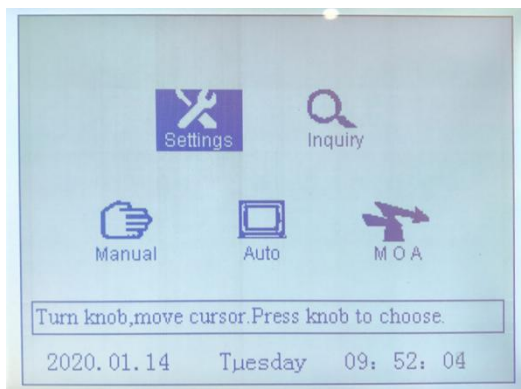 Settings
Inquiry
Manual
Auto
M O A
Turn knob,move cursor.Press knob to choose.
2020.01.14 Tuesday 09: 52: 04